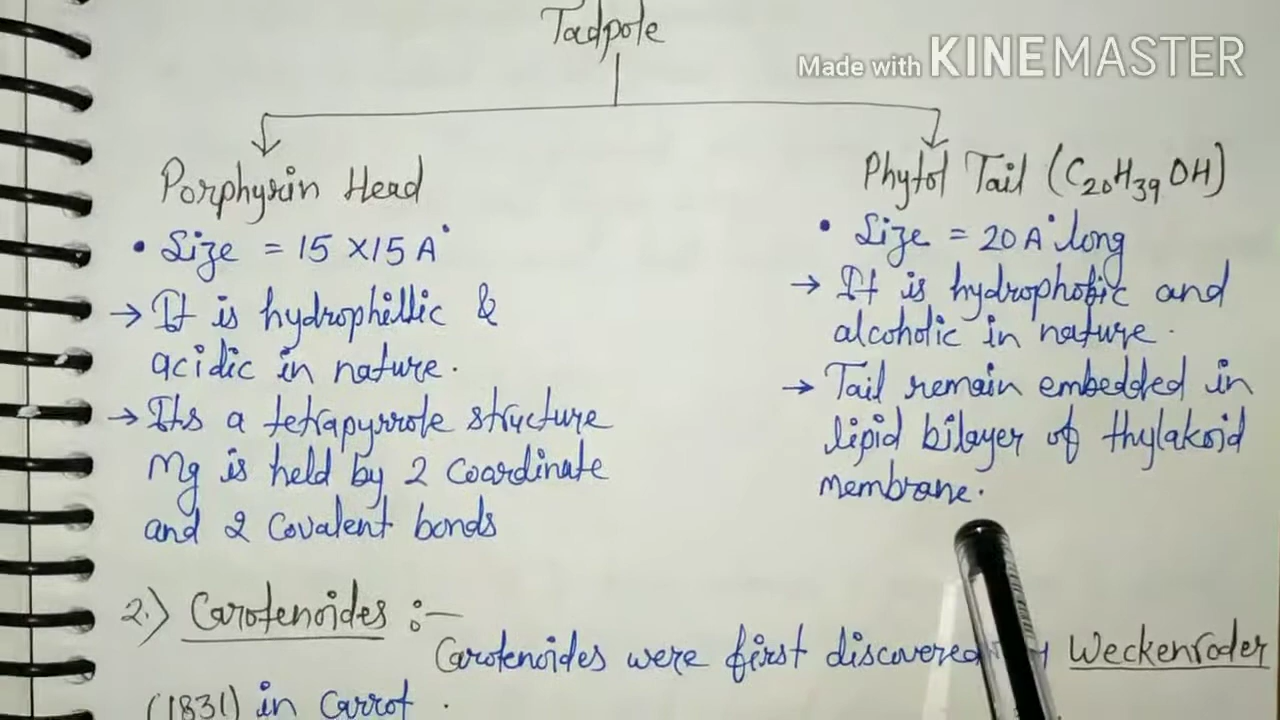 Tadpole
Made with KINEMASTER
Porphyrin Head
• Size = 15 X15 A°
→ It is hydrophillic &
acidic in nature.
→ Its a tetrapyrrole structure
Mg is held by 2 coordinate
and 2 covalent bonds
Phytol Tail (C₂₀H₃₉OH)
• Size = 20 A° long
→ It is hydrophobic and
alcoholic in nature.
→ Tail remain embedded in
lipid bilayer of thylakoid
membrane.
2.) Carotenoides :-
Carotenoides were first discovered Weckenroder
(1831) in Carrot.